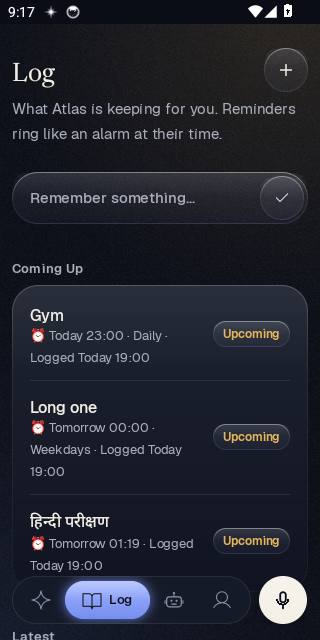 9:17
Log
What Atlas is keeping for you. Reminders
ring like an alarm at their time.
Remember something...
Coming Up
Gym
⏰ Today 23:00 · Daily ·
Logged Today 19:00
Upcoming
Long one
⏰ Tomorrow 00:00 ·
Weekdays · Logged Today
19:00
Upcoming
हिन्दी परीक्षण
⏰ Tomorrow 01:19 · Logged
Today 19:00
Upcoming
Log
Latest